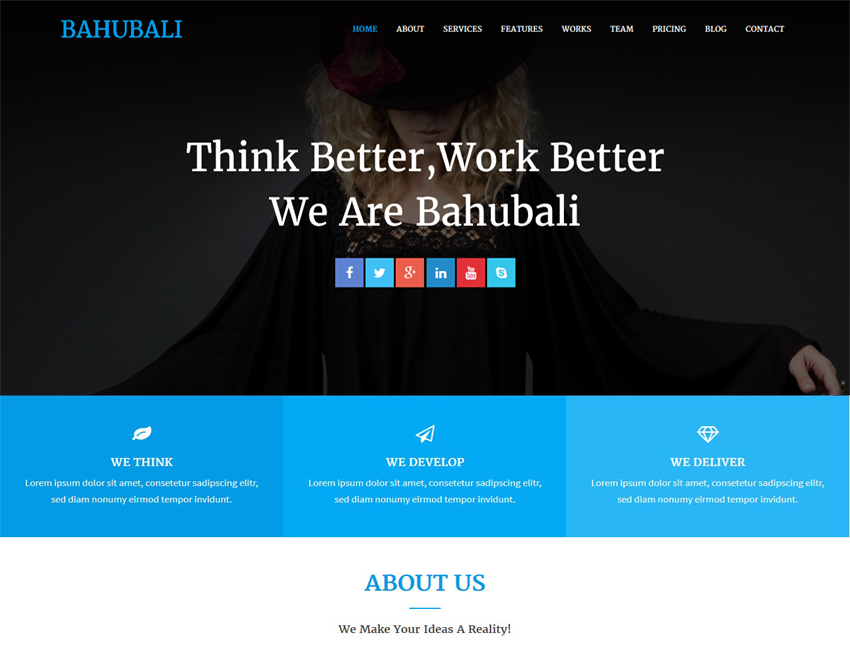 BAHUBALI
HOME ABOUT SERVICES FEATURES WORKS TEAM PRICING BLOG CONTACT
Think Better,Work Better
We Are Bahubali
WE THINK
Lorem ipsum dolor sit amet, consetetur sadipscing elitr,
sed diam nonumy eirmod tempor invidunt.
WE DEVELOP
Lorem ipsum dolor sit amet, consetetur sadipscing elitr,
sed diam nonumy eirmod tempor invidunt.
WE DELIVER
Lorem ipsum dolor sit amet, consetetur sadipscing elitr,
sed diam nonumy eirmod tempor invidunt.
ABOUT US
We Make Your Ideas A Reality!